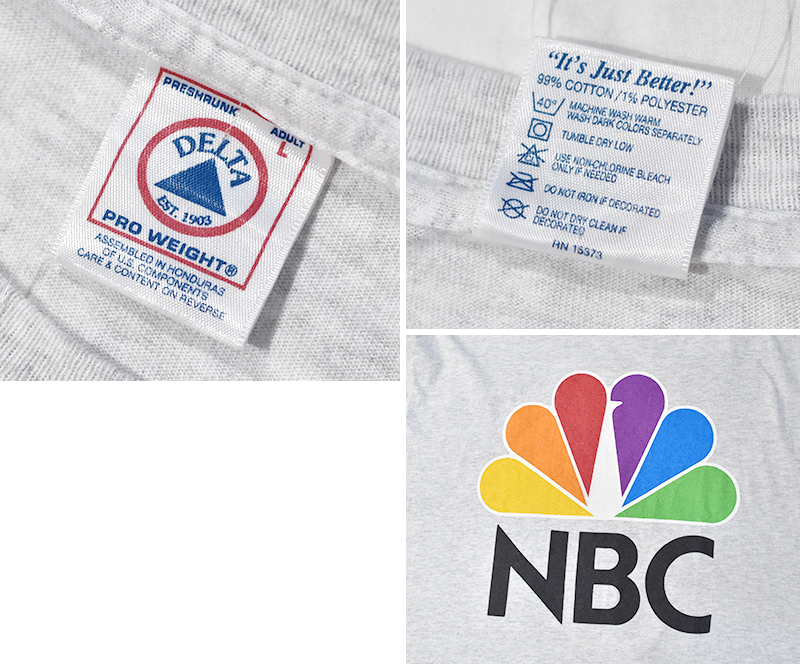 PRESHRUNK
ADULT
L
DELTA
EST. 1903
PRO WEIGHT®
ASSEMBLED IN HONDURAS
OF U.S. COMPONENTS
CARE & CONTENT ON REVERSE
"It's Just Better!"
99% COTTON/1% POLYESTER
40° MACHINE WASH WARM
WASH DARK COLORS SEPARATELY
TUMBLE DRY LOW
USE NON-CHLORINE BLEACH
ONLY IF NEEDED
DO NOT IRON IF DECORATED
DO NOT DRY CLEAN IF
DECORATED
RN 15373
NBC